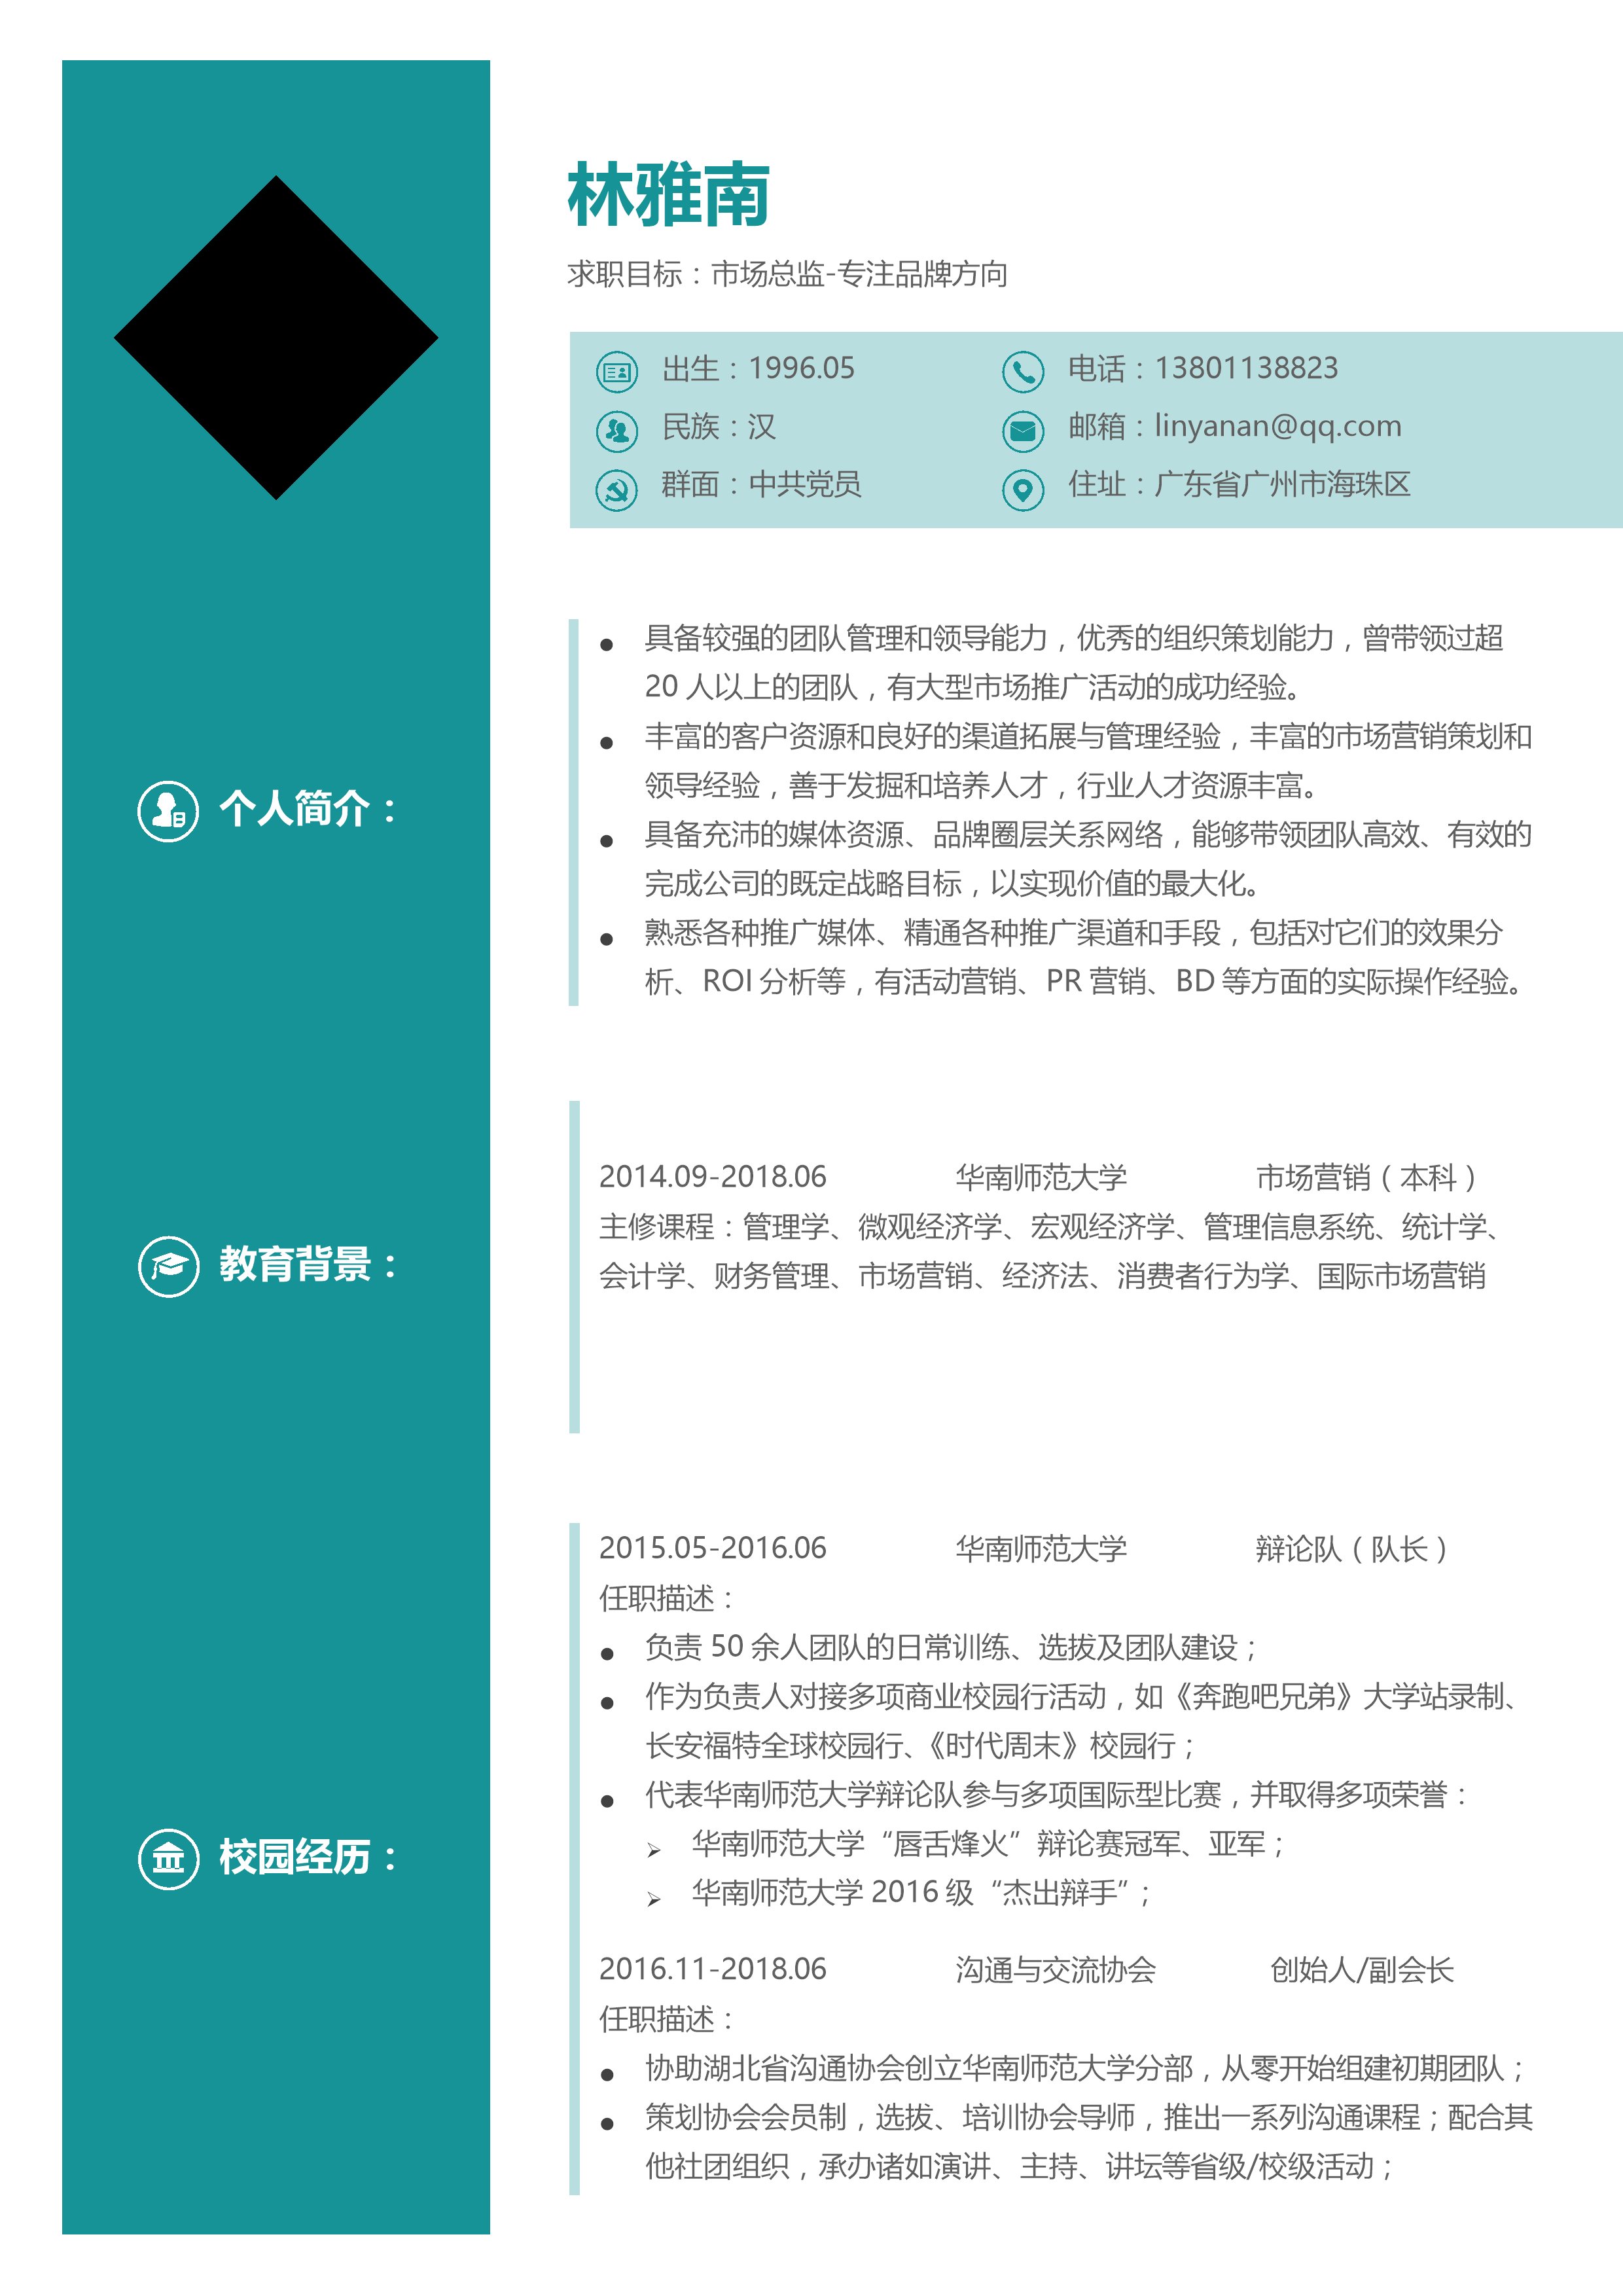 林雅南
求职目标：市场总监-专注品牌方向
出生：1996.05
电话：13801138823
民族：汉
邮箱：linyanan@qq.com
群面：中共党员
住址：广东省广州市海珠区
个人简介：
具备较强的团队管理和领导能力，优秀的组织策划能力，曾带领过超
20 人以上的团队，有大型市场推广活动的成功经验。
丰富的客户资源和良好的渠道拓展与管理经验，丰富的市场营销策划和
领导经验，善于发掘和培养人才，行业人才资源丰富。
具备充沛的媒体资源、品牌圈层关系网络，能够带领团队高效、有效的
完成公司的既定战略目标，以实现价值的最大化。
熟悉各种推广媒体、精通各种推广渠道和手段，包括对它们的效果分
析、ROI 分析等，有活动营销、PR 营销、BD 等方面的实际操作经验。
教育背景：
2014.09-2018.06 华南师范大学 市场营销（本科）
主修课程：管理学、微观经济学、宏观经济学、管理信息系统、统计学、
会计学、财务管理、市场营销、经济法、消费者行为学、国际市场营销
校园经历：
2015.05-2016.06 华南师范大学 辩论队（队长）
任职描述：
负责 50 余人团队的日常训练、选拔及团队建设；
作为负责人对接多项商业校园行活动，如《奔跑吧兄弟》大学站录制、
长安福特全球校园行、《时代周末》校园行；
代表华南师范大学辩论队参与多项国际型比赛，并取得多项荣誉：
华南师范大学“唇舌烽火”辩论赛冠军、亚军；
华南师范大学 2016 级“杰出辩手”；
2016.11-2018.06 沟通与交流协会 创始人/副会长
任职描述：
协助湖北省沟通协会创立华南师范大学分部，从零开始组建初期团队；
策划协会会员制，选拔、培训协会导师，推出一系列沟通课程；配合其
他社团组织，承办诸如演讲、主持、讲坛等省级/校级活动；